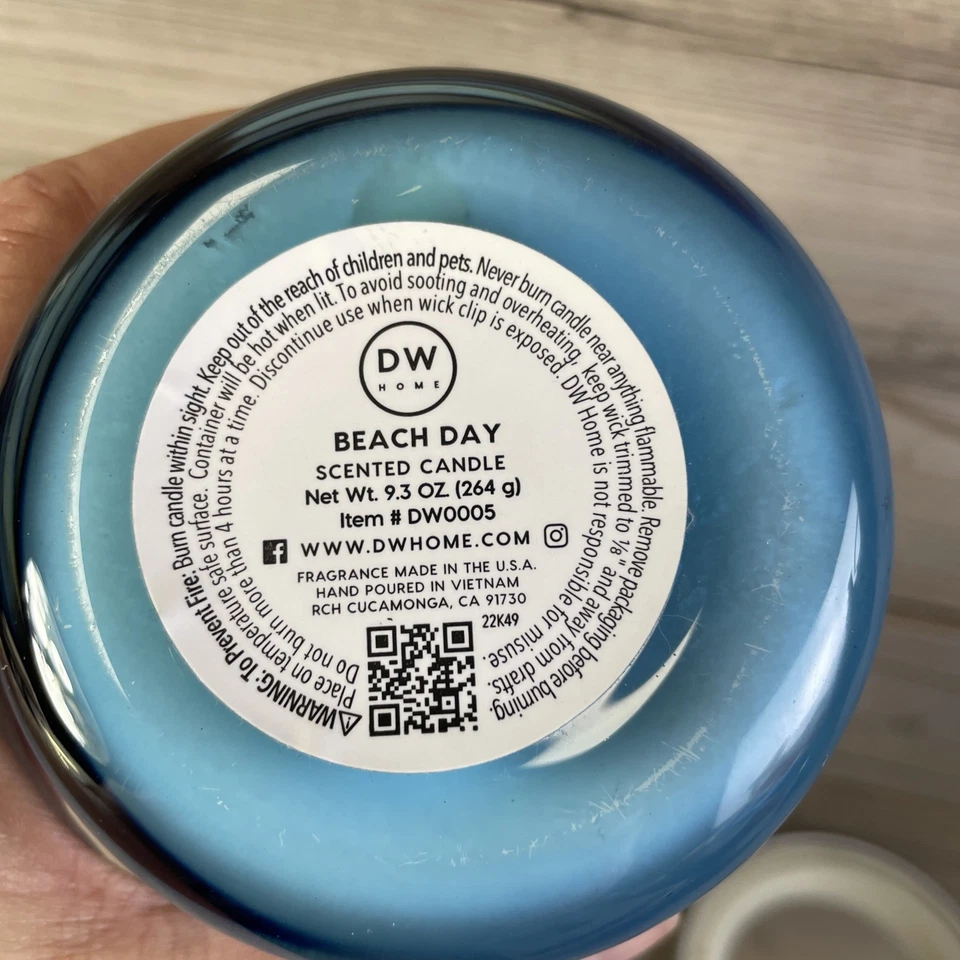 ⚠WARNING: To Prevent Fire: Burn candle within sight. Keep out of the reach of children and pets. Never burn candle near anything flammable. Remove packaging before burning.
Place on temperature safe surface. Container will be hot when lit. To avoid sooting and overheating, keep wick trimmed to ⅛" and away from drafts.
Do not burn more than 4 hours at a time. Discontinue use when wick clip is exposed. DW Home is not responsible for misuse.
DW
HOME
BEACH DAY
SCENTED CANDLE
Net Wt. 9.3 OZ. (264 g)
Item # DW0005
f WWW.DWHOME.COM
FRAGRANCE MADE IN THE U.S.A.
HAND POURED IN VIETNAM
RCH CUCAMONGA, CA 91730
22K49